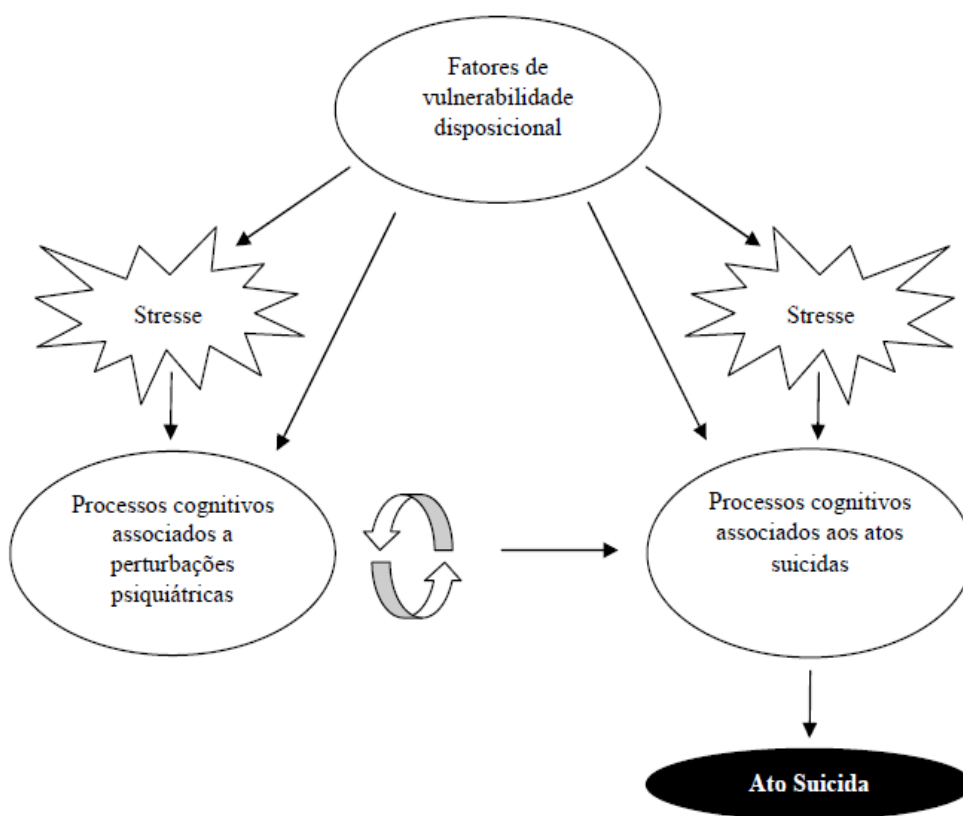 Fatores de
vulnerabilidade
disposicional
Stresse
Stresse
Processos cognitivos
associados a
perturbações
psiquiátricas
Processos cognitivos
associados aos atos
suicidas
Ato Suicida